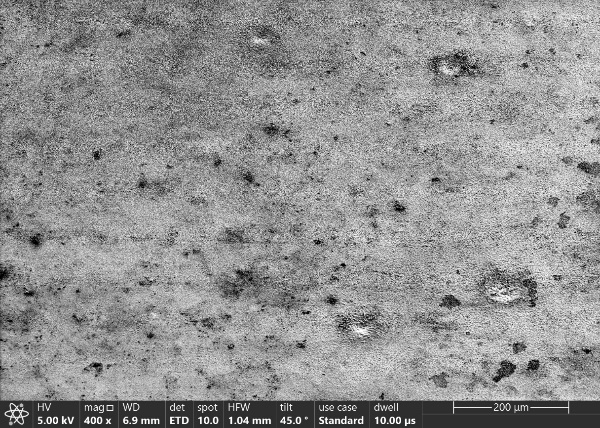 HV mag□ WD det spot HFW tilt use case dwell
5.00 kV 400 x 6.9 mm ETD 10.0 1.04 mm 45.0 ° Standard 10.00 µs
200 µm